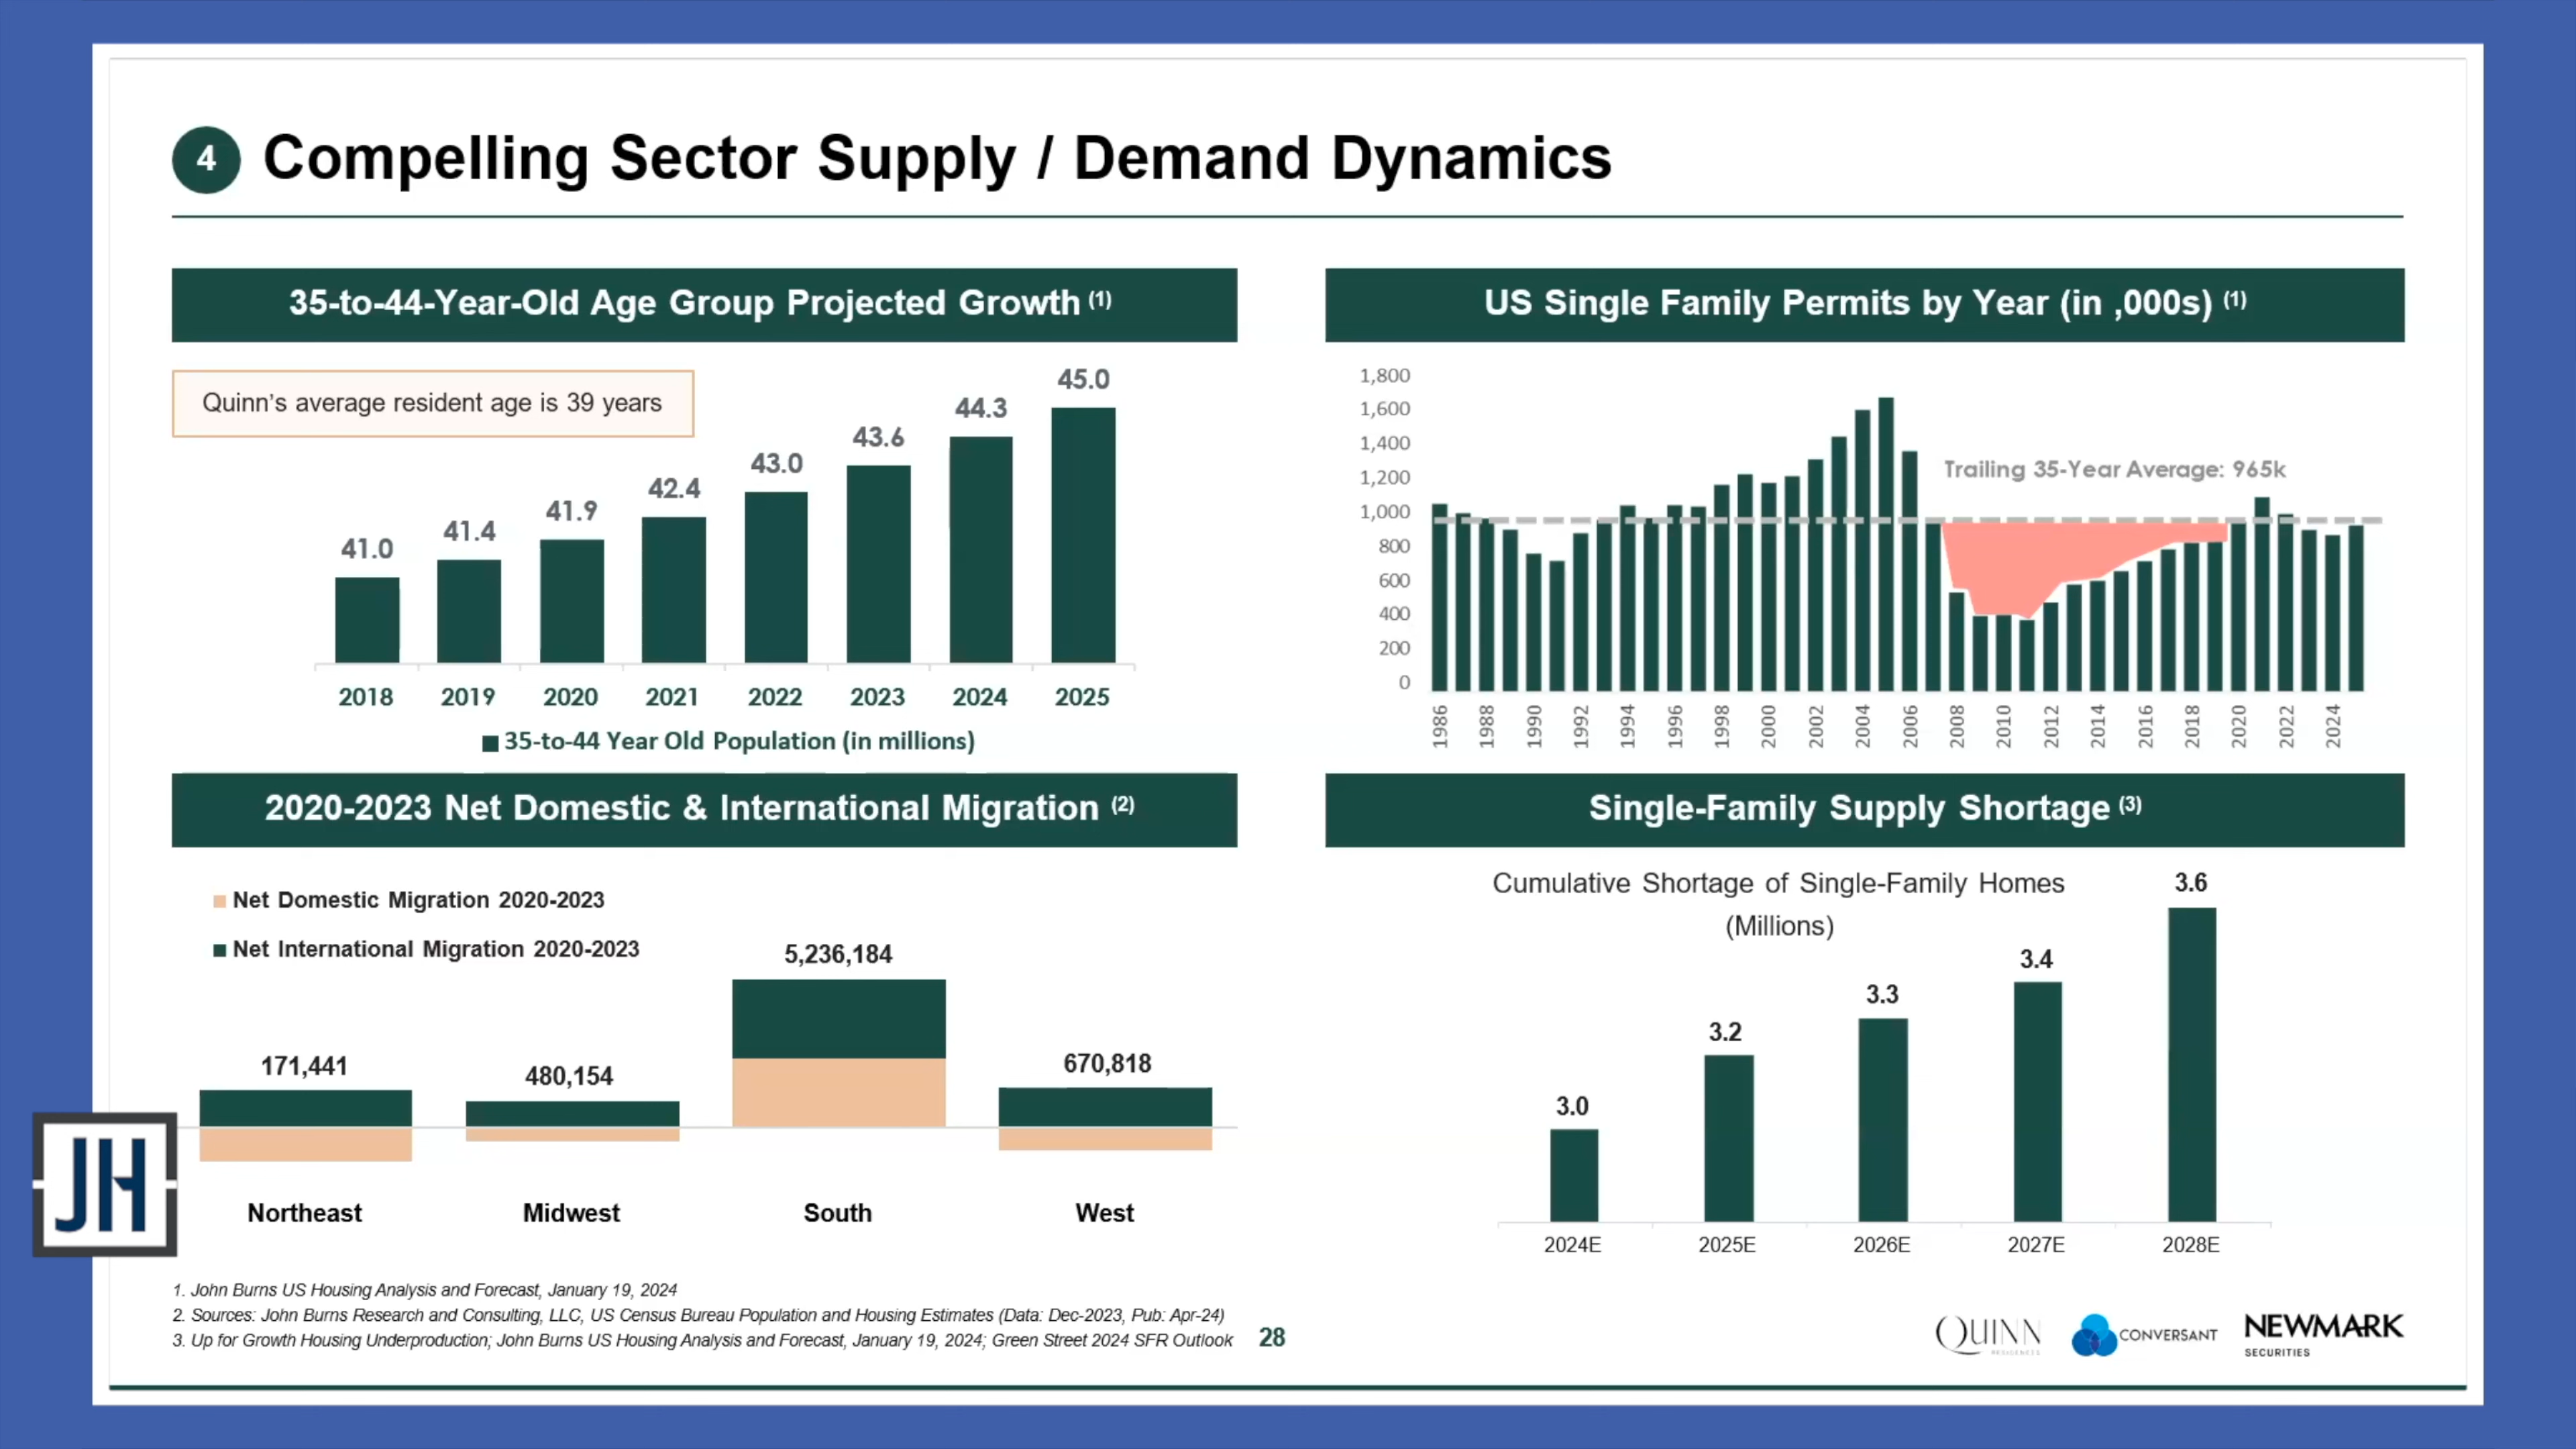 4 Compelling Sector Supply / Demand Dynamics
35-to-44-Year-Old Age Group Projected Growth (1)
Quinn's average resident age is 39 years
41.0
41.4
41.9
42.4
43.0
43.6
44.3
45.0
2018 2019 2020 2021 2022 2023 2024 2025
35-to-44 Year Old Population (in millions)
US Single Family Permits by Year (in ,000s) (1)
1,800
1,600
1,400
1,200
1,000
800
600
400
200
0
Trailing 35-Year Average: 965k
1986 1988 1990 1992 1994 1996 1998 2000 2002 2004 2006 2008 2010 2012 2014 2016 2018 2020 2022 2024
2020-2023 Net Domestic & International Migration (2)
Net Domestic Migration 2020-2023
Net International Migration 2020-2023
171,441
480,154
5,236,184
670,818
Northeast Midwest South West
Single-Family Supply Shortage (3)
Cumulative Shortage of Single-Family Homes
(Millions)
3.0
3.2
3.3
3.4
3.6
2024E 2025E 2026E 2027E 2028E
JH
1. John Burns US Housing Analysis and Forecast, January 19, 2024
2. Sources: John Burns Research and Consulting, LLC, US Census Bureau Population and Housing Estimates (Data: Dec-2023, Pub: Apr-24)
3. Up for Growth Housing Underproduction; John Burns US Housing Analysis and Forecast, January 19, 2024; Green Street 2024 SFR Outlook
28
QUINN
RESIDENCES
CONVERSANT
NEWMARK
SECURITIES